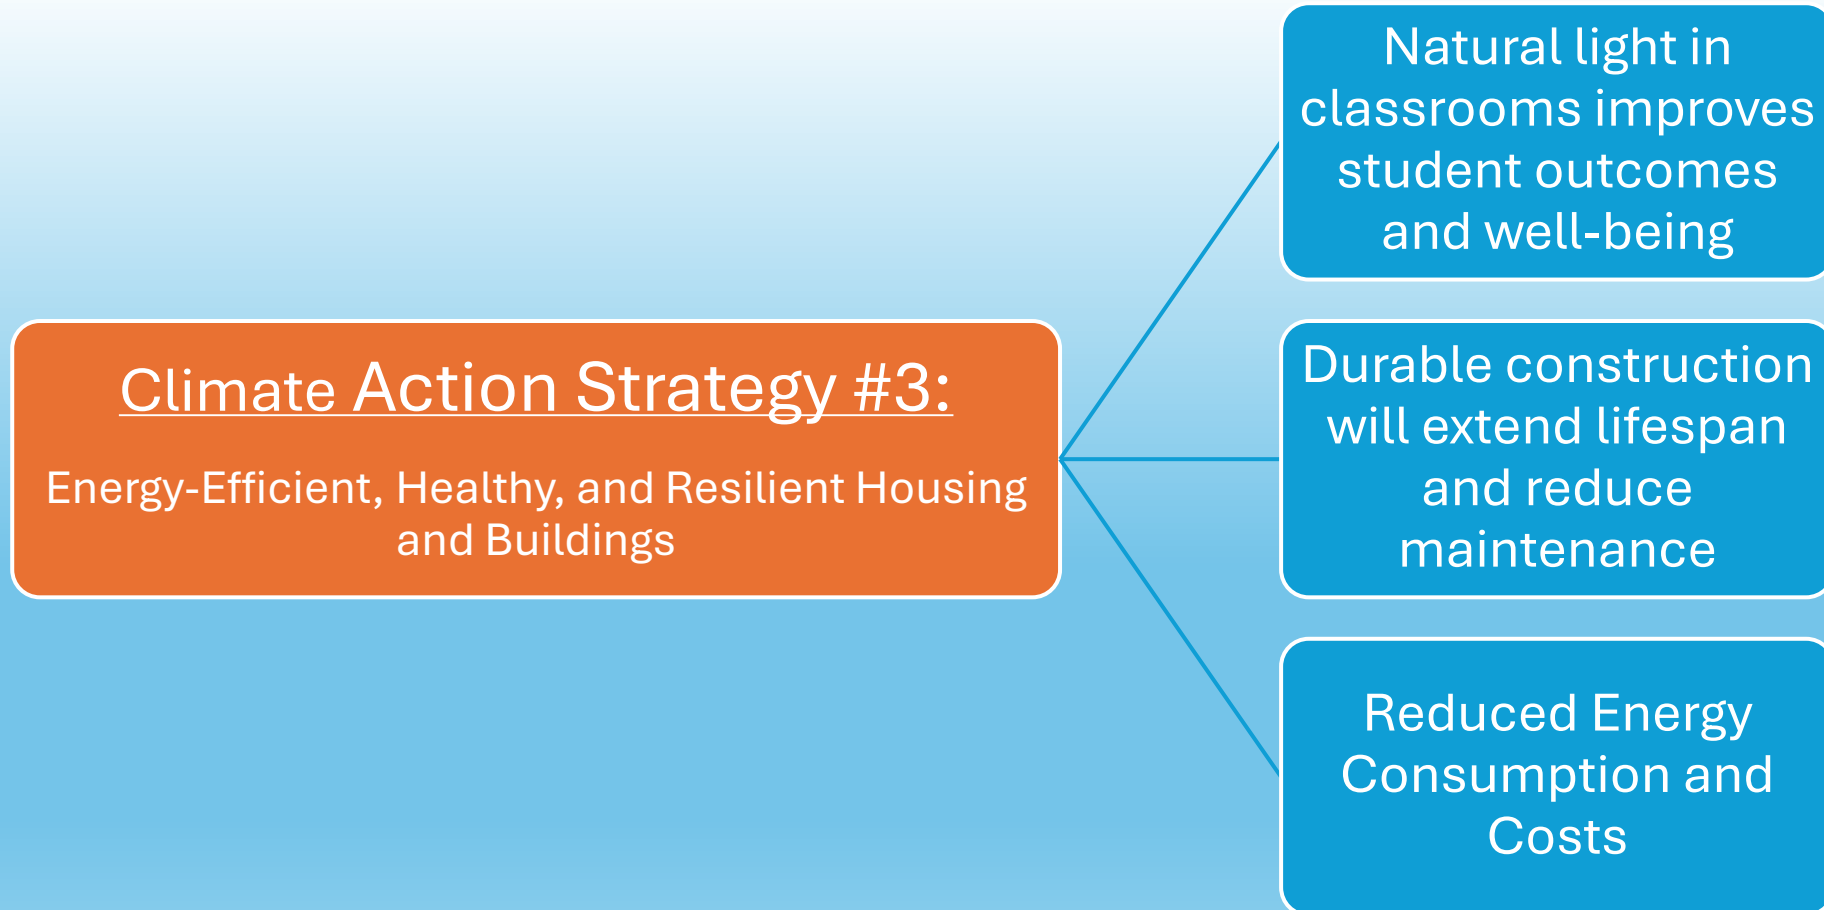 Climate Action Strategy #3:
Energy-Efficient, Healthy, and Resilient Housing
and Buildings
Natural light in
classrooms improves
student outcomes
and well-being
Durable construction
will extend lifespan
and reduce
maintenance
Reduced Energy
Consumption and
Costs